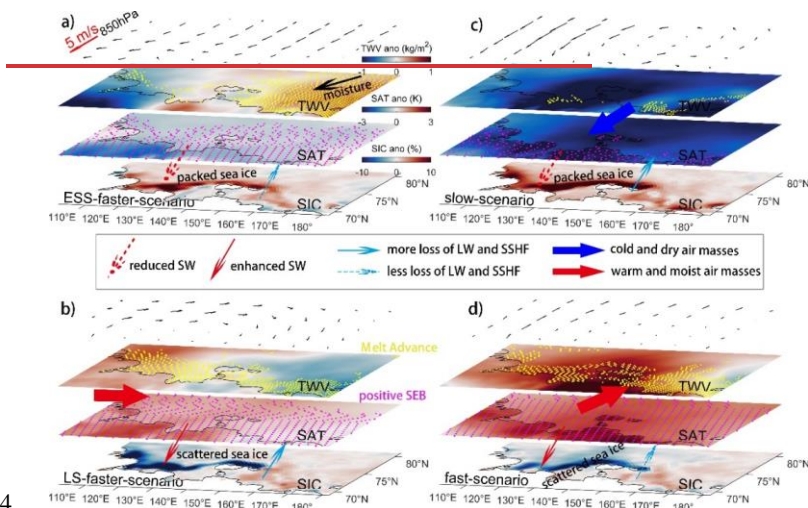 a)
5 m/s
850hPa
TWV ano (kg/m²)
-1 0 1
moisture
TWV
SAT ano (K)
-3 0 3
SAT
SIC ano (%)
-10 0 10
packed sea ice
ESS-faster-scenario
SIC
110°E 120°E 130°E 140°E 150°E 160°E 170°E 180°
70°N
75°N
80°N
c)
TWV
SAT
packed sea ice
slow-scenario
SIC
110°E 120°E 130°E 140°E 150°E 160°E 170°E 180°
70°N
75°N
80°N
reduced SW
enhanced SW
more loss of LW and SSHF
less loss of LW and SSHF
cold and dry air masses
warm and moist air masses
b)
Melt Advance
TWV
positive SEB
SAT
scattered sea ice
LS-faster-scenario
SIC
110°E 120°E 130°E 140°E 150°E 160°E 170°E 180°
70°N
75°N
80°N
d)
TWV
SAT
scattered sea ice
fast-scenario
SIC
110°E 120°E 130°E 140°E 150°E 160°E 170°E 180°
70°N
75°N
80°N
4